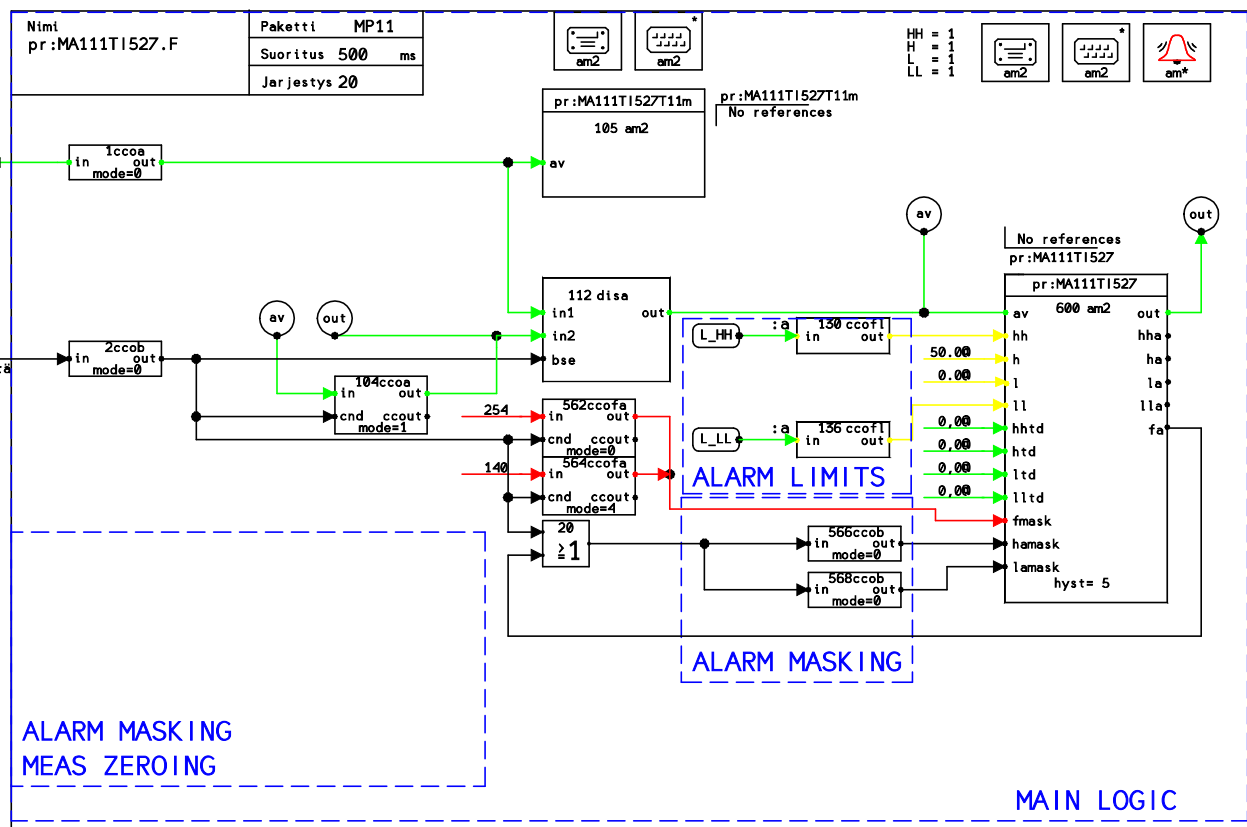 Nimi
pr:MA111TI527.F
Paketti MP11
Suoritus 500 ms
Jarjestys 20
am2
*
am2
HH = 1
H = 1
L = 1
LL = 1
am2
*
am2
am*
pr:MA111TI527T11m
105 am2
av
pr:MA111TI527T11m
No references
1ccoa
in out
mode=0
av
out
No references
pr:MA111TI527
112 disa
in1 out
in2
bse
av
out
2ccob
in out
mode=0
104ccoa
in out
cnd ccout
mode=1
254
562ccofa
in out
cnd ccout
mode=0
140
564ccofa
in out
cnd ccout
mode=4
20
≥1
L_HH
:a
130 ccofl
in out
L_LL
:a
136 ccofl
in out
ALARM LIMITS
50.00
0.00
0,00
0,00
0,00
0,00
pr:MA111TI527
600 am2
av out
hh hha
h ha
l la
ll lla
hhtd fa
htd
ltd
lltd
fmask
hamask
lamask
hyst= 5
566ccob
in out
mode=0
568ccob
in out
mode=0
ALARM MASKING
ALARM MASKING
MEAS ZEROING
MAIN LOGIC